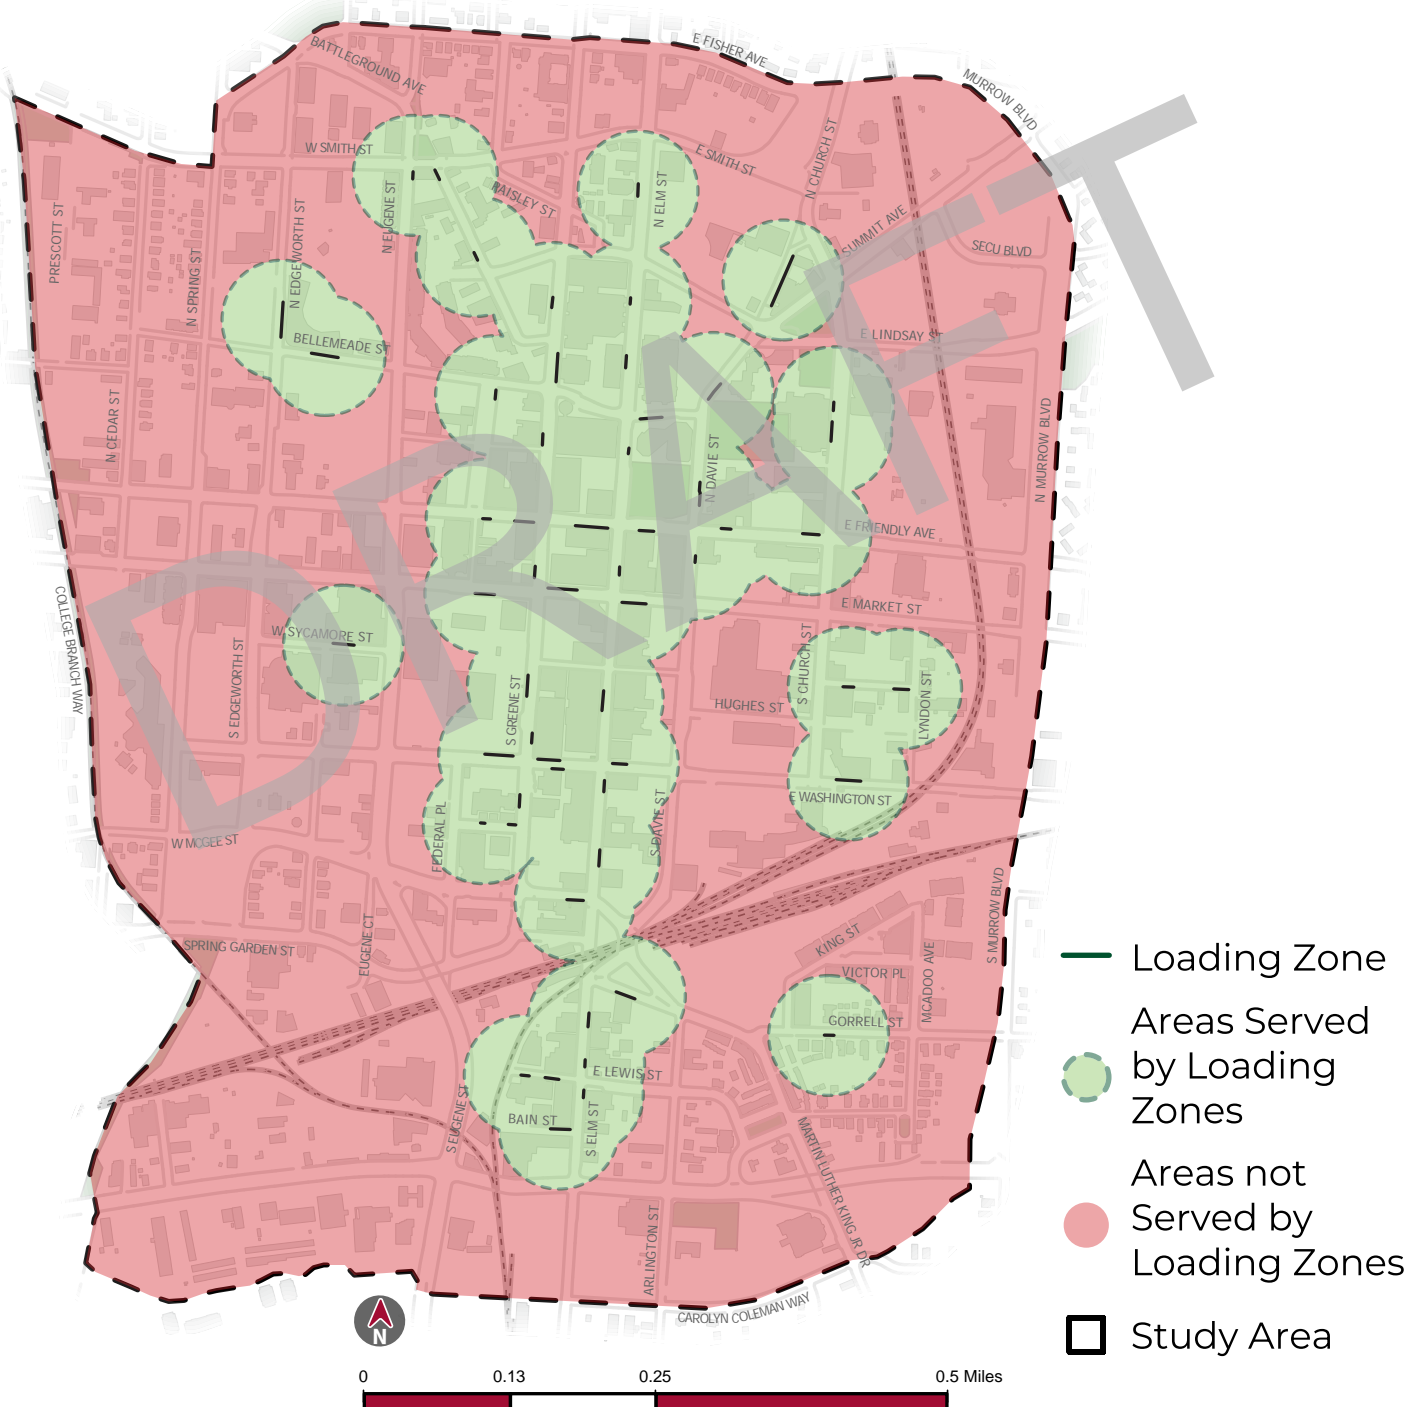 E FISHER AVE
BATTLEGROUND AVE
MURROW BLVD
W SMITH ST
E SMITH ST
N CHURCH ST
PAISLEY ST
N ELM ST
N EUGENE ST
PRESCOTT ST
N EDGEWORTH ST
N SPRING ST
SUMMIT AVE
SECU BLVD
BELLEMEADE ST
E LINDSAY ST
N CEDAR ST
N DAVIE ST
N MURROW BLVD
E FRIENDLY AVE
DRAFT
COLLEGE BRANCH WAY
W SYCAMORE ST
E MARKET ST
S EDGEWORTH ST
S GREENE ST
S CHURCH ST
HUGHES ST
LYNDON ST
E WASHINGTON ST
FEDERAL PL
S DAVIE ST
W MCGEE ST
SPRING GARDEN ST
EUGENE CT
KING ST
VICTOR PL
MCADOO AVE
S MURROW BLVD
GORRELL ST
E LEWIS ST
BAIN ST
S ELM ST
S EUGENE ST
MARTIN LUTHER KING JR DR
ARLINGTON ST
CAROLYN COLEMAN WAY
Loading Zone
Areas Served
by Loading
Zones
Areas not
Served by
Loading Zones
Study Area
N
0 0.13 0.25 0.5 Miles